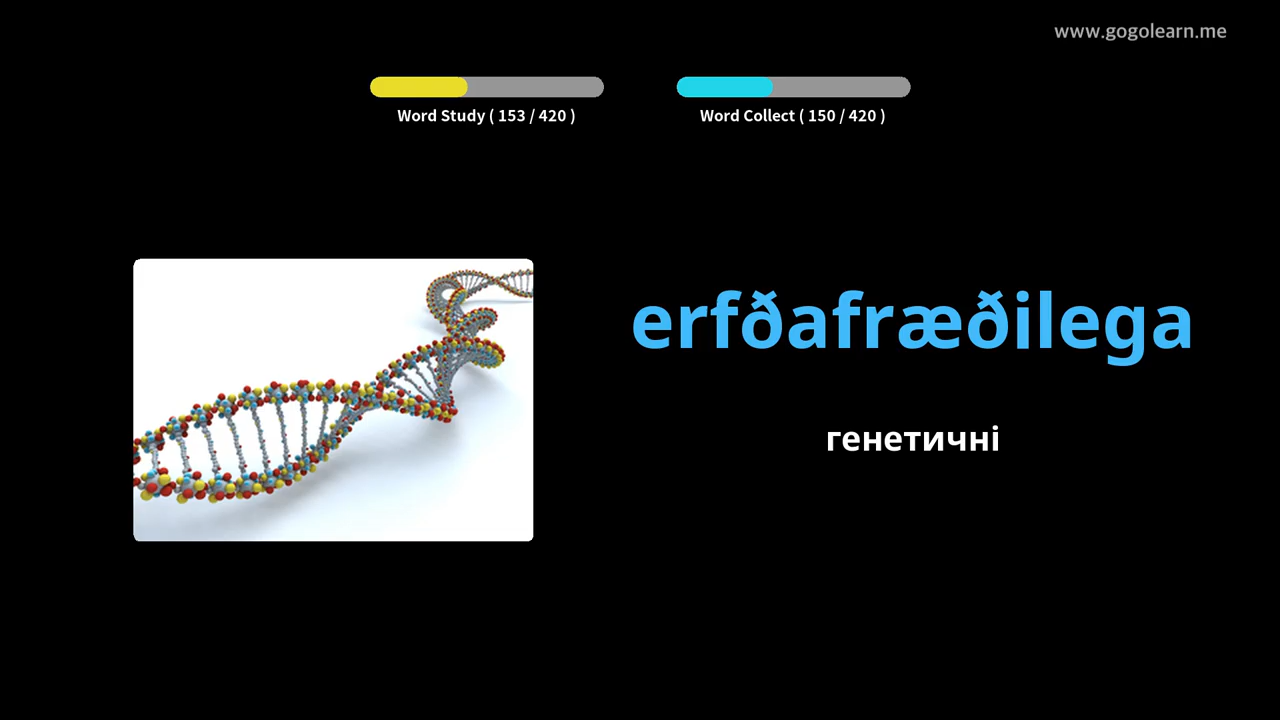 www.gogolearn.me
Word Study ( 153 / 420 )
Word Collect ( 150 / 420 )
erfðafræðilega
генетичні